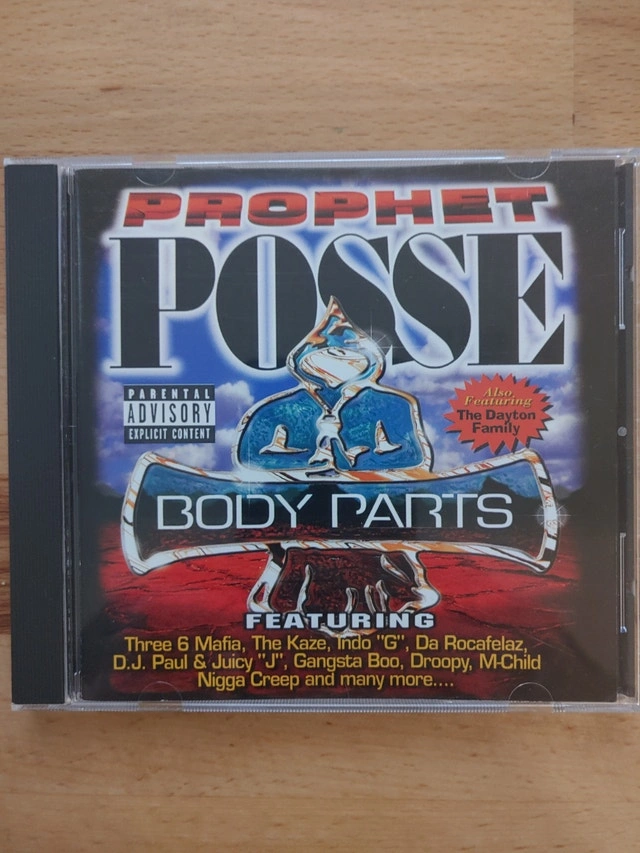 PROPHET
POSSE
PARENTAL
ADVISORY
EXPLICIT CONTENT
Also
Featuring
The Dayton
Family
BODY PARTS
FEATURING
Three 6 Mafia, The Kaze, Indo "G", Da Rocafelaz,
D.J. Paul & Juicy "J", Gangsta Boo, Droopy, M-Child
Nigga Creep and many more....